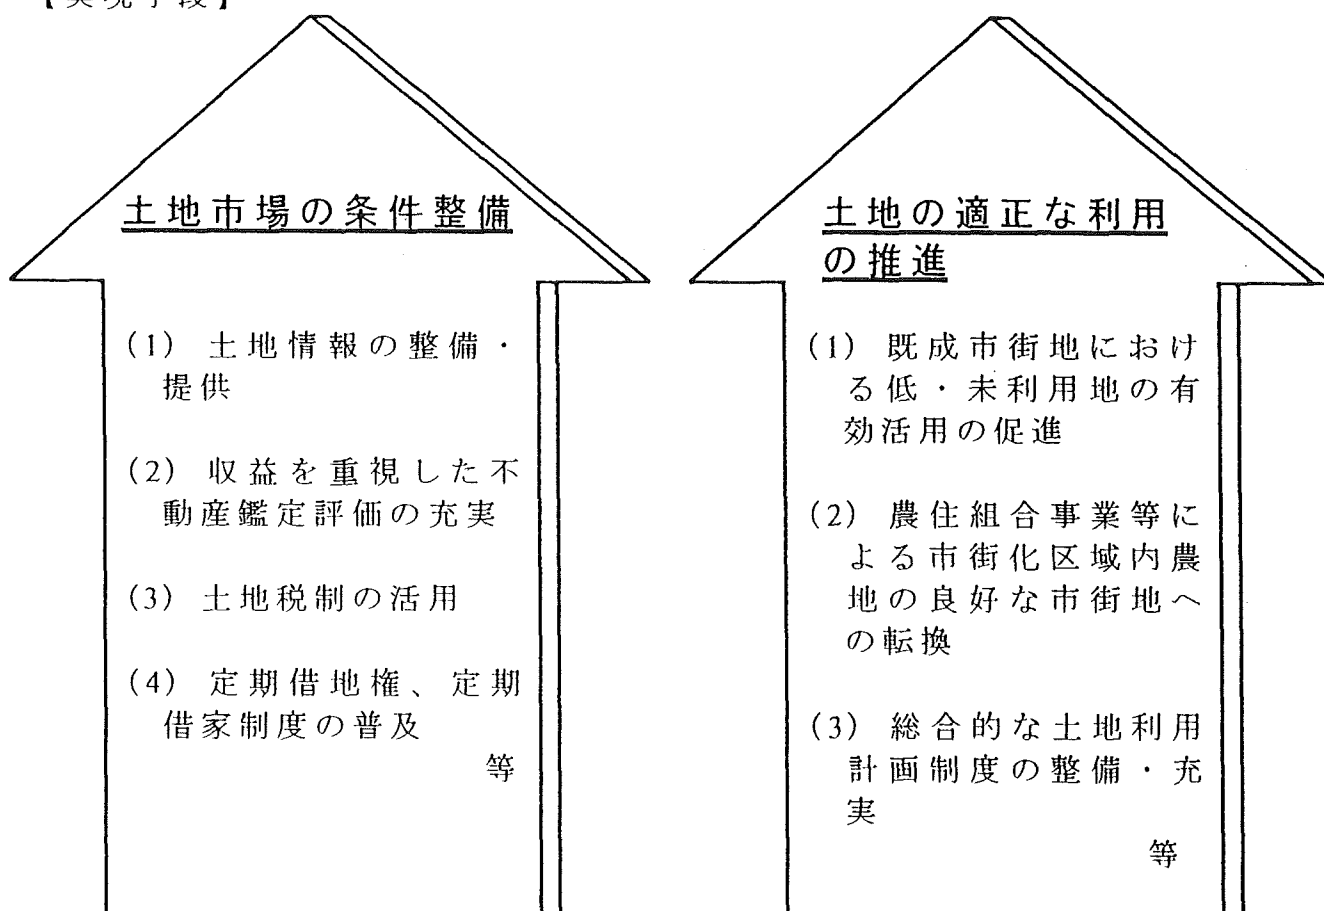 【実現手段】
土地市場の条件整備
(1) 土地情報の整備・
提供
(2) 収益を重視した不
動産鑑定評価の充実
(3) 土地税制の活用
(4) 定期借地権、定期
借家制度の普及
等
土地の適正な利用
の推進
(1) 既成市街地におけ
る低・未利用地の有
効活用の促進
(2) 農住組合事業等に
よる市街化区域内農
地の良好な市街地へ
の転換
(3) 総合的な土地利用
計画制度の整備・充
実
等